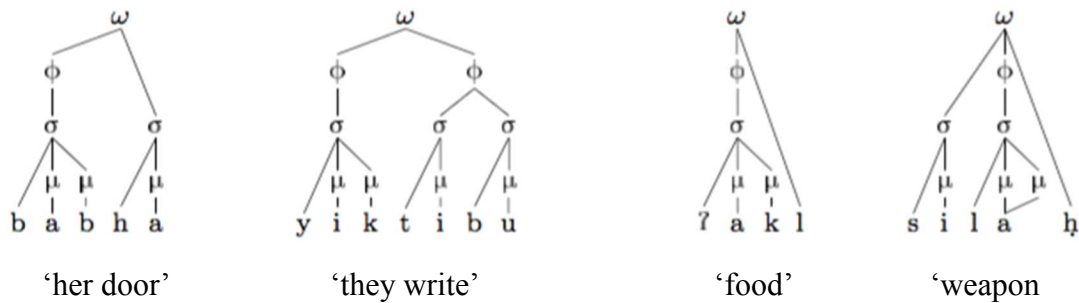 ω ω ω ω
ϕ ϕ ϕ ϕ ϕ
σ σ σ σ σ σ σ σ
μ μ μ μ μ μ μ μ μ μ μ μ μ
b a b h a y i k t i b u ʔ a k l s i l a ḥ
‘her door’ ‘they write’ ‘food’ ‘weapon